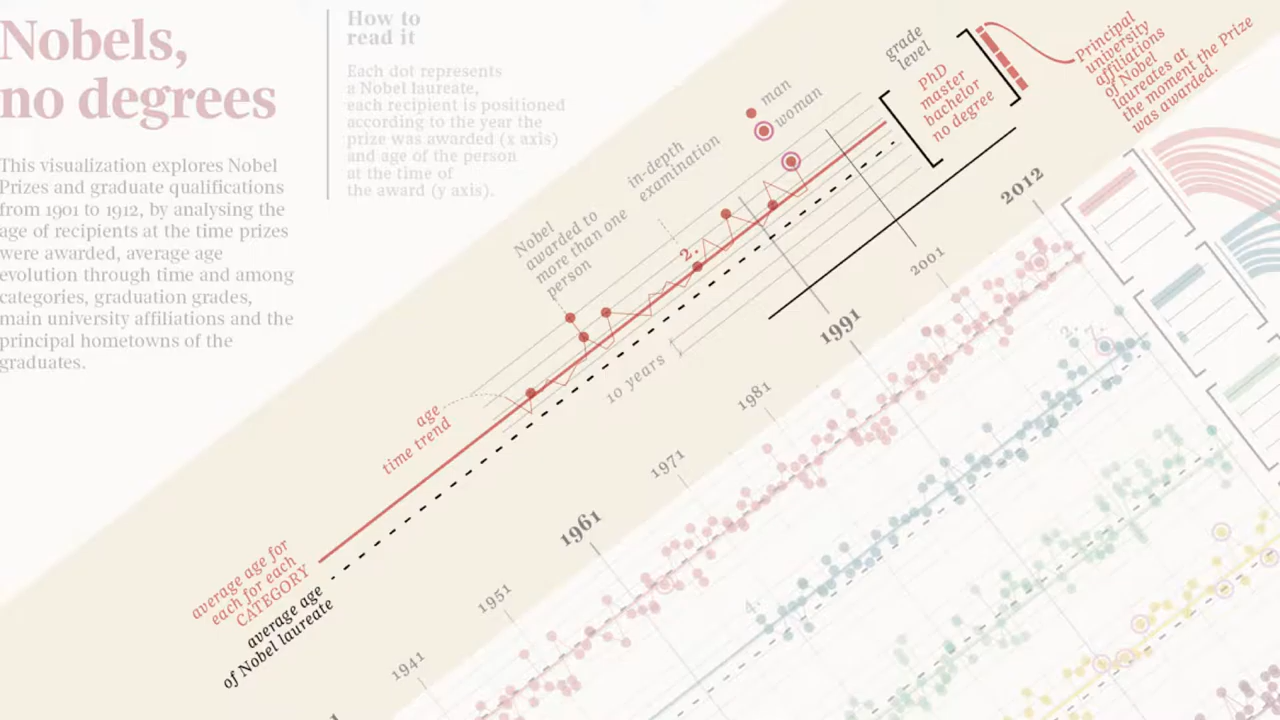 Nobels,
no degrees
This visualization explores Nobel
Prizes and graduate qualifications
from 1901 to 1912, by analysing the
age of recipients at the time prizes
were awarded, average age
evolution through time and among
categories, graduation grades,
main university affiliations and the
principal hometowns of the
graduates.
How to
read it
Each dot represents
a Nobel laureate,
each recipient is positioned
according to the year the
prize was awarded (x axis)
and age of the person
at the time of
the award (y axis).
man
woman
in-depth
examination
2.
Nobel
awarded to
more than one
person
age
time trend
average age for
each for each
CATEGORY
average age
of Nobel laureate
10 years
grade
level
PhD
master
bachelor
no degree
Principal
university
affiliations
of Nobel
laureates at
the moment the Prize
was awarded.
2012
2001
1991
1981
1971
1961
1951
1941
4.